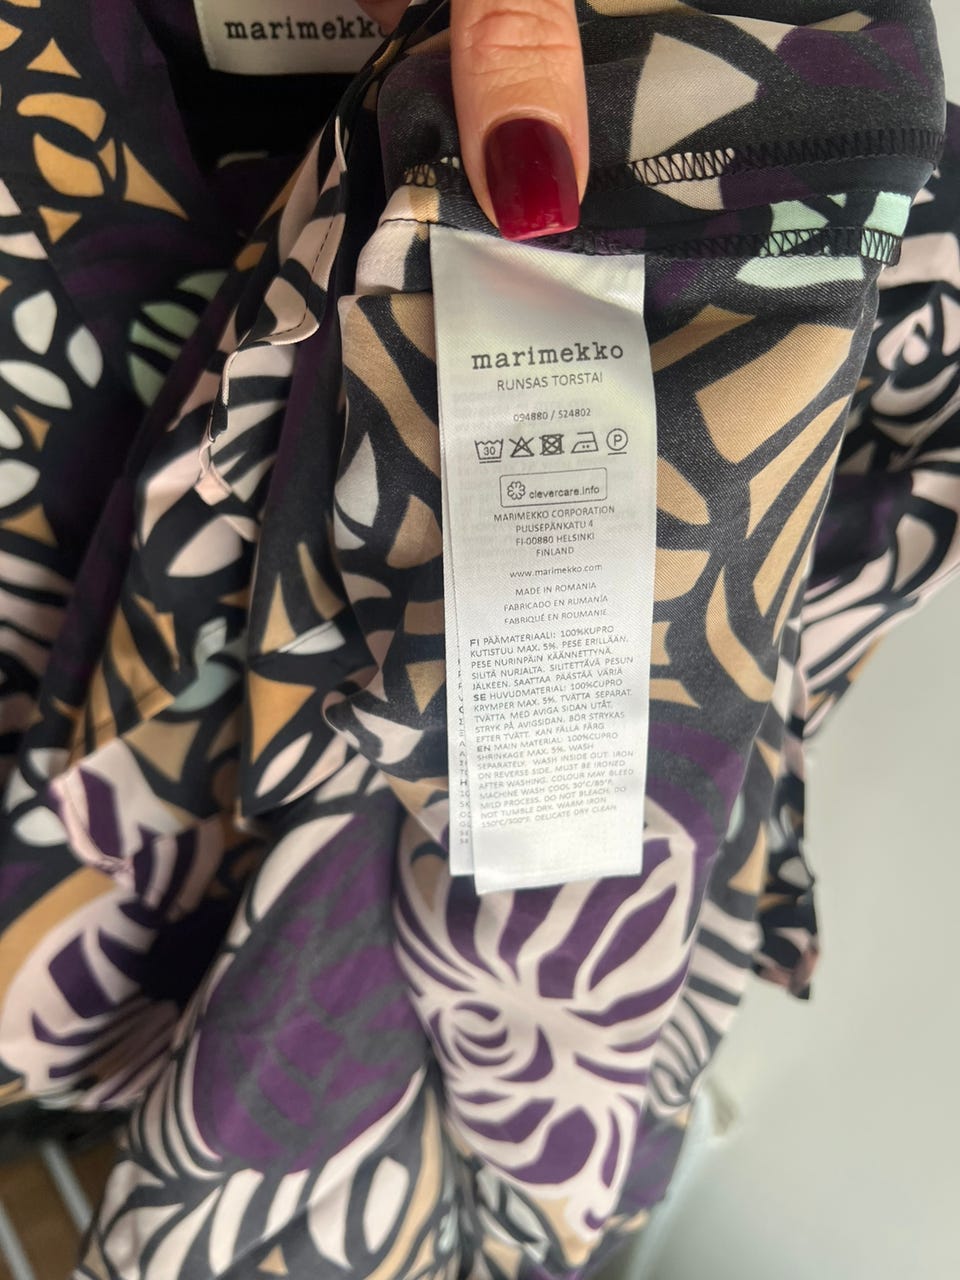 marimekko
marimekko
RUNSAS TORSTAI
094880 / 524802
30
P
clevercare.info
MARIMEKKO CORPORATION
PUUSEPÄNKATU 4
FI-00880 HELSINKI
FINLAND
www.marimekko.com
MADE IN ROMANIA
FABRICADO EN RUMANÍA
FABRIQUÉ EN ROUMANIE
FI PÄÄMATERIAALI: 100%KUPRO
KUTISTUU MAX. 5%. PESE ERILLÄÄN.
PESE NURINPÄIN KÄÄNNETTYNÄ.
SILITÄ NURJALTA. SILITETTÄVÄ PESUN
JÄLKEEN. SAATTAA PÄÄSTÄÄ VÄRIÄ
SE HUVUDMATERIAL: 100%CUPRO
KRYMPER MAX. 5%. TVÄTTA SEPARAT.
TVÄTTA MED AVIGA SIDAN UTÅT.
STRYK PÅ AVIGSIDAN. BÖR STRYKAS
EFTER TVÄTT. KAN FÄLLA FÄRG
EN MAIN MATERIAL: 100%CUPRO
SHRINKAGE MAX. 5%. WASH
SEPARATELY. WASH INSIDE OUT. IRON
ON REVERSE SIDE. MUST BE IRONED
AFTER WASHING. COLOUR MAY BLEED
MACHINE WASH COOL 30°C/85°F.
MILD PROCESS. DO NOT BLEACH. DO
NOT TUMBLE DRY. WARM IRON
150°C/300°F. DELICATE DRY CLEAN